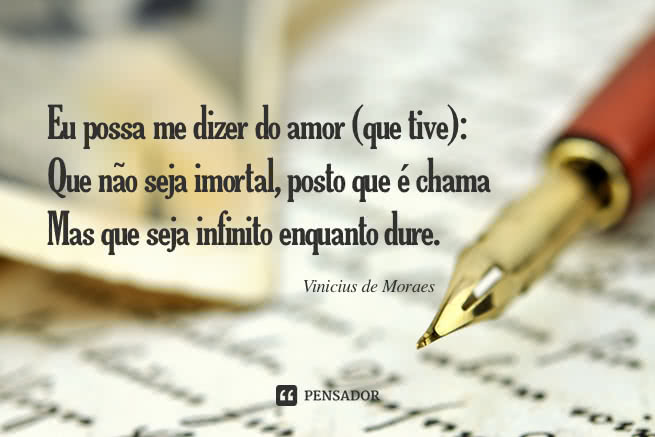 Eu possa me dizer do amor (que tive):
Que não seja imortal, posto que é chama
Mas que seja infinito enquanto dure.
Vinicius de Moraes
PENSADOR